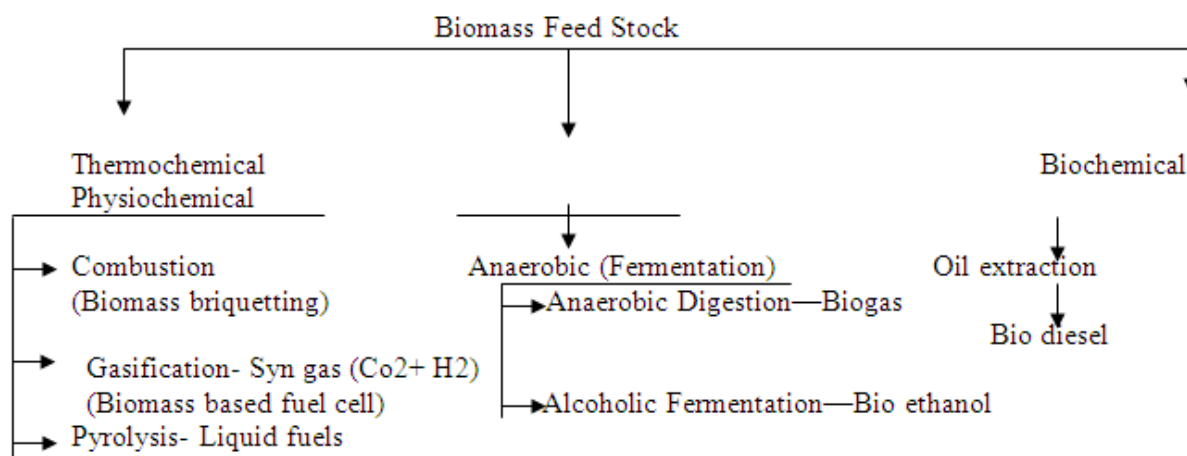 Biomass Feed Stock
Thermochemical
Physiochemical
Biochemical
Combustion
(Biomass briquetting)
Gasification- Syn gas (Co2+ H2)
(Biomass based fuel cell)
Pyrolysis- Liquid fuels
Anaerobic (Fermentation)
Anaerobic Digestion—Biogas
Alcoholic Fermentation—Bio ethanol
Oil extraction
Bio diesel